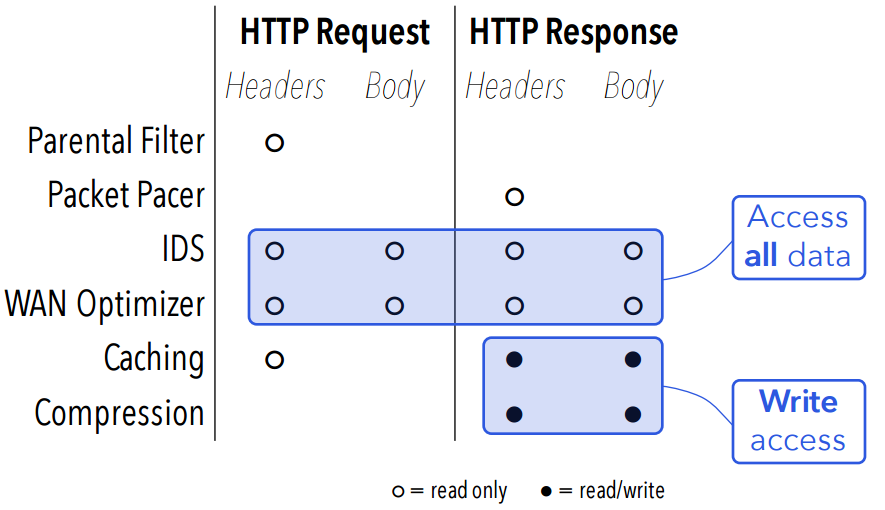 HTTP Request HTTP Response
Headers Body Headers Body
Parental Filter
Packet Pacer
IDS
WAN Optimizer
Caching
Compression
Access
all data
Write
access
= read only = read/write